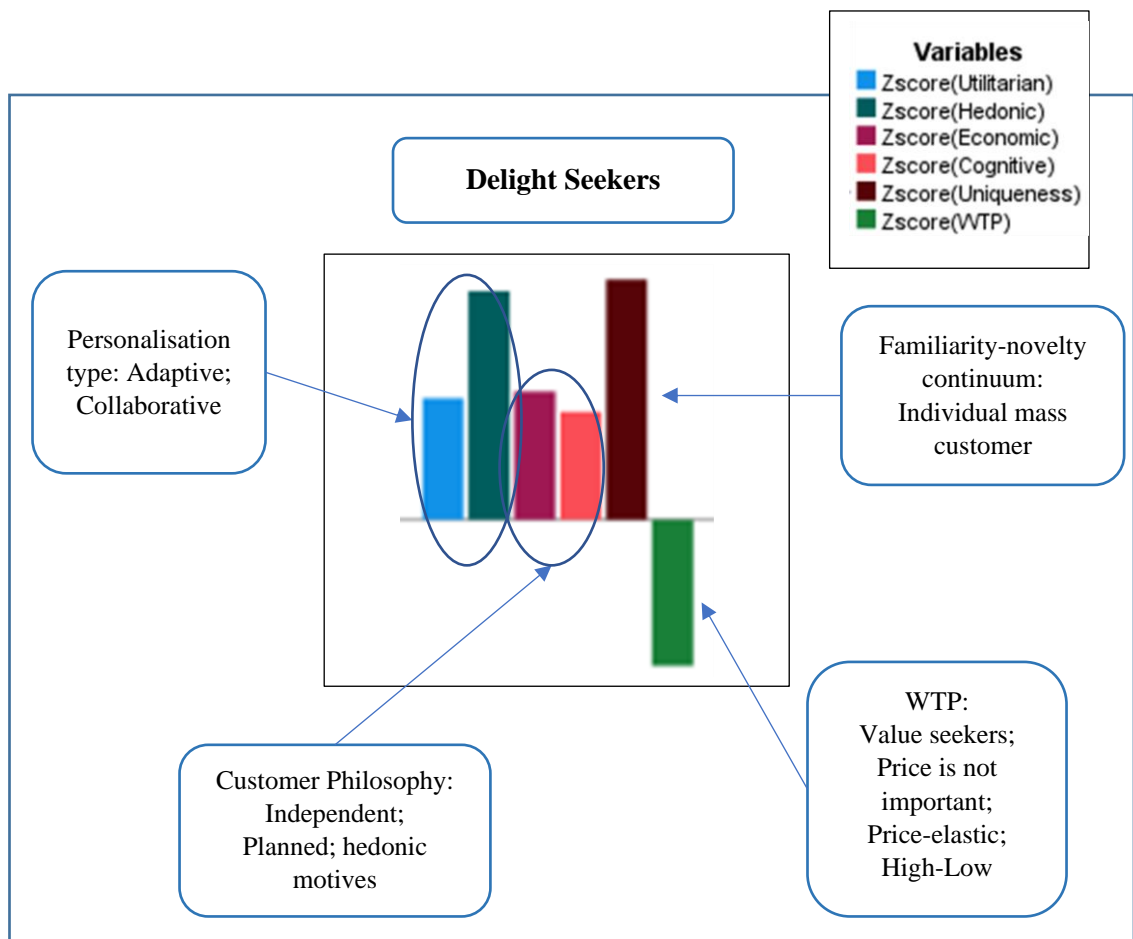 Variables
Zscore(Utilitarian)
Zscore(Hedonic)
Zscore(Economic)
Zscore(Cognitive)
Zscore(Uniqueness)
Zscore(WTP)
Delight Seekers
Personalisation
type: Adaptive;
Collaborative
Familiarity-novelty
continuum:
Individual mass
customer
Customer Philosophy:
Independent;
Planned; hedonic
motives
WTP:
Value seekers;
Price is not
important;
Price-elastic;
High-Low